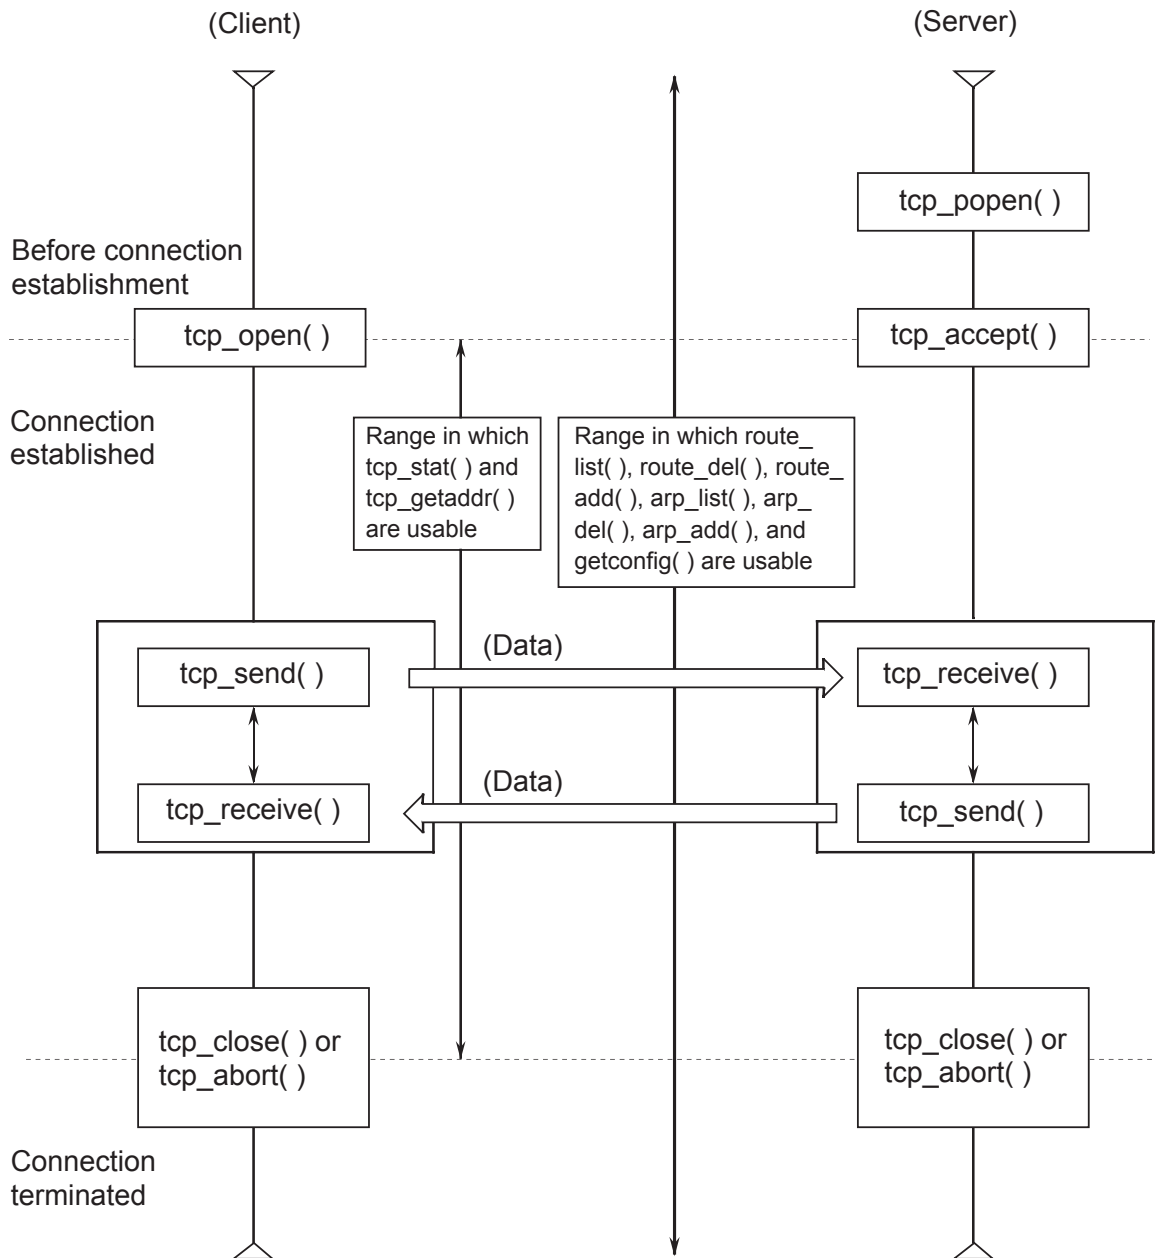 (Client)
(Server)
tcp_popen( )
Before connection
establishment
tcp_open( )
tcp_accept( )
Connection
established
Range in which
tcp_stat( ) and
tcp_getaddr( )
are usable
Range in which route_
list( ), route_del( ), route_
add( ), arp_list( ), arp_
del( ), arp_add( ), and
getconfig( ) are usable
(Data)
tcp_send( )
tcp_receive( )
(Data)
tcp_receive( )
tcp_send( )
tcp_close( ) or
tcp_abort( )
tcp_close( ) or
tcp_abort( )
Connection
terminated